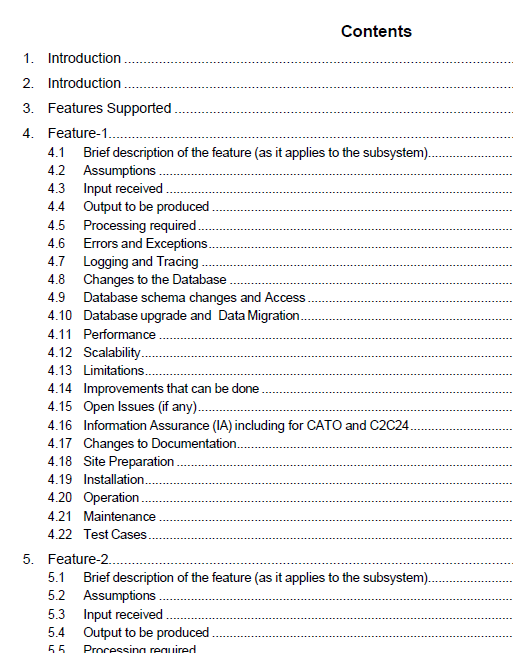 Contents
1. Introduction
2. Introduction
3. Features Supported
4. Feature-1
4.1 Brief description of the feature (as it applies to the subsystem)
4.2 Assumptions
4.3 Input received
4.4 Output to be produced
4.5 Processing required
4.6 Errors and Exceptions
4.7 Logging and Tracing
4.8 Changes to the Database
4.9 Database schema changes and Access
4.10 Database upgrade and Data Migration
4.11 Performance
4.12 Scalability
4.13 Limitations
4.14 Improvements that can be done
4.15 Open Issues (if any)
4.16 Information Assurance (IA) including for CATO and C2C24
4.17 Changes to Documentation
4.18 Site Preparation
4.19 Installation
4.20 Operation
4.21 Maintenance
4.22 Test Cases
5. Feature-2
5.1 Brief description of the feature (as it applies to the subsystem)
5.2 Assumptions
5.3 Input received
5.4 Output to be produced
5.5 Processing required